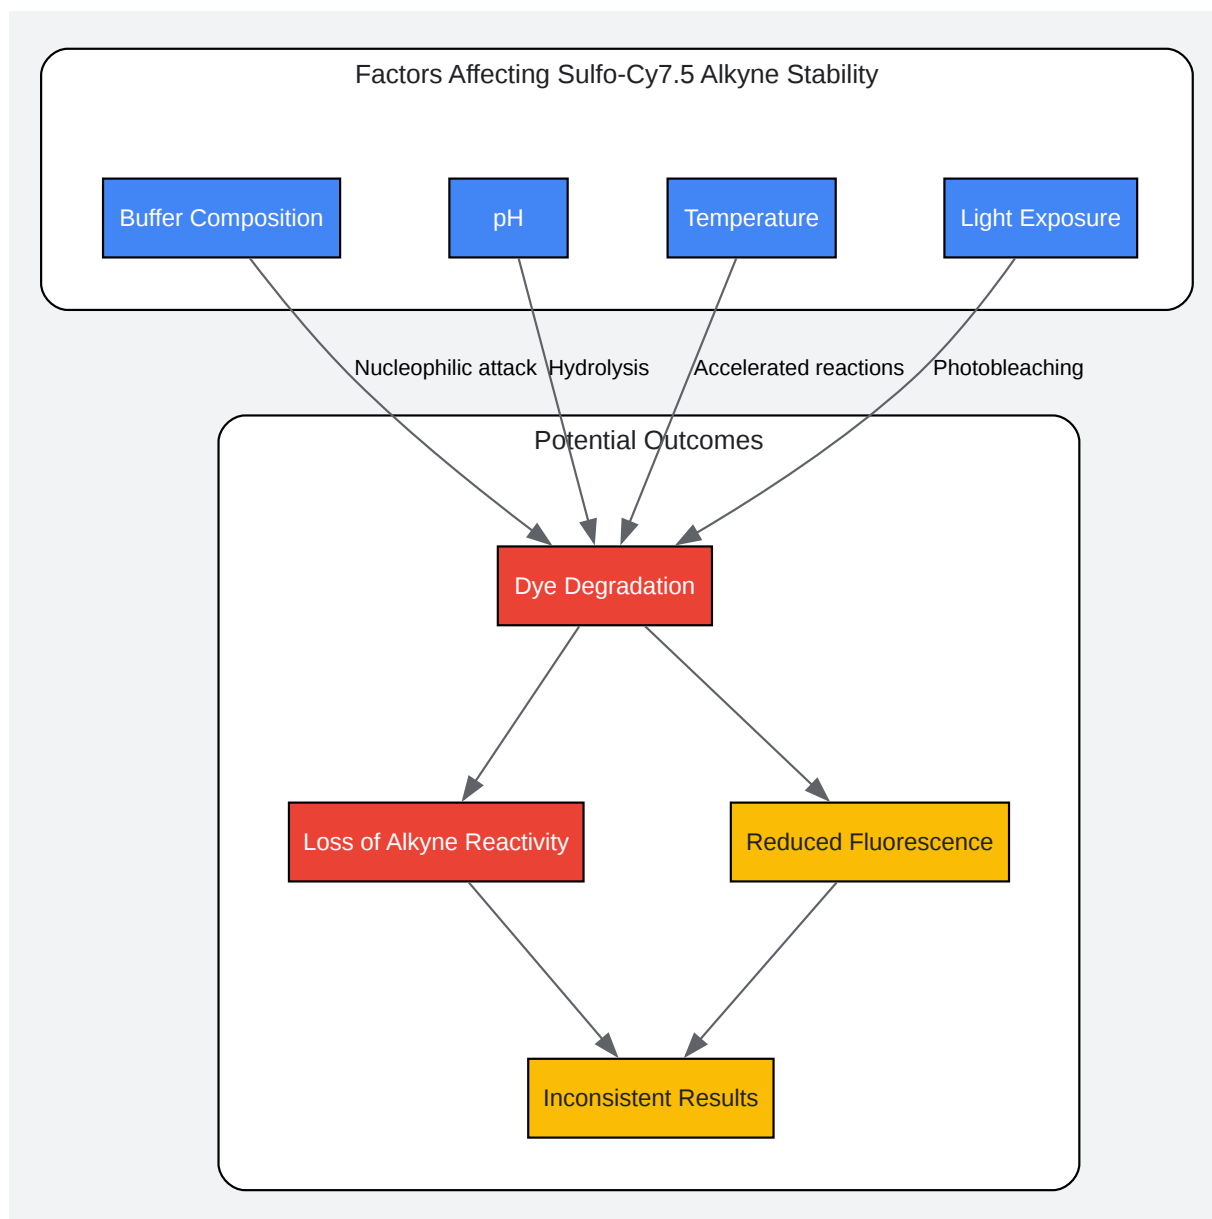 Factors Affecting Sulfo-Cy7.5 Alkyne Stability
Buffer Composition
pH
Temperature
Light Exposure
Nucleophilic attack
Hydrolysis
Accelerated reactions
Photobleaching
Potential Outcomes
Dye Degradation
Loss of Alkyne Reactivity
Reduced Fluorescence
Inconsistent Results